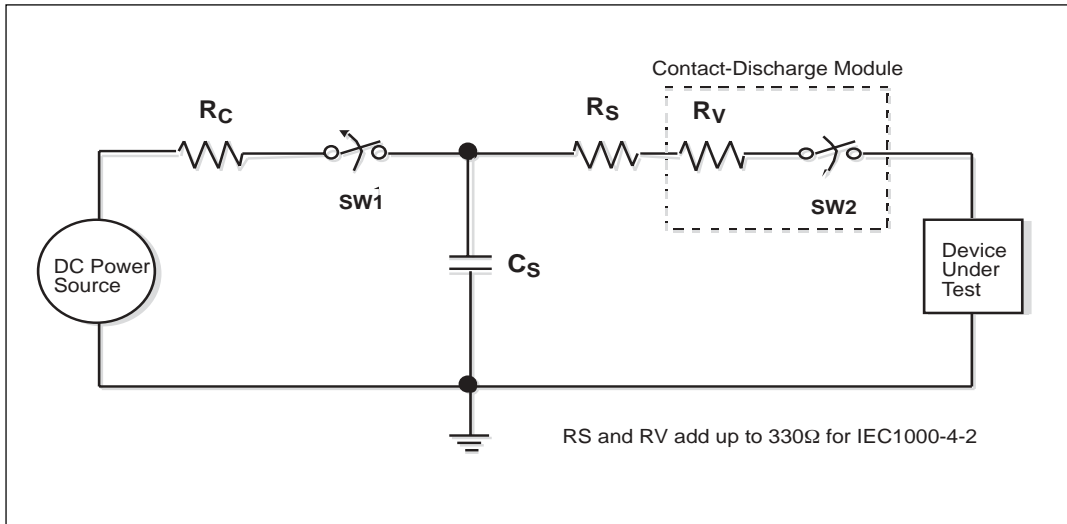 Contact-Discharge Module
RC
RS
RV
SW1
SW2
DC Power
Source
CS
Device
Under
Test
RS and RV add up to 330Ω for IEC1000-4-2